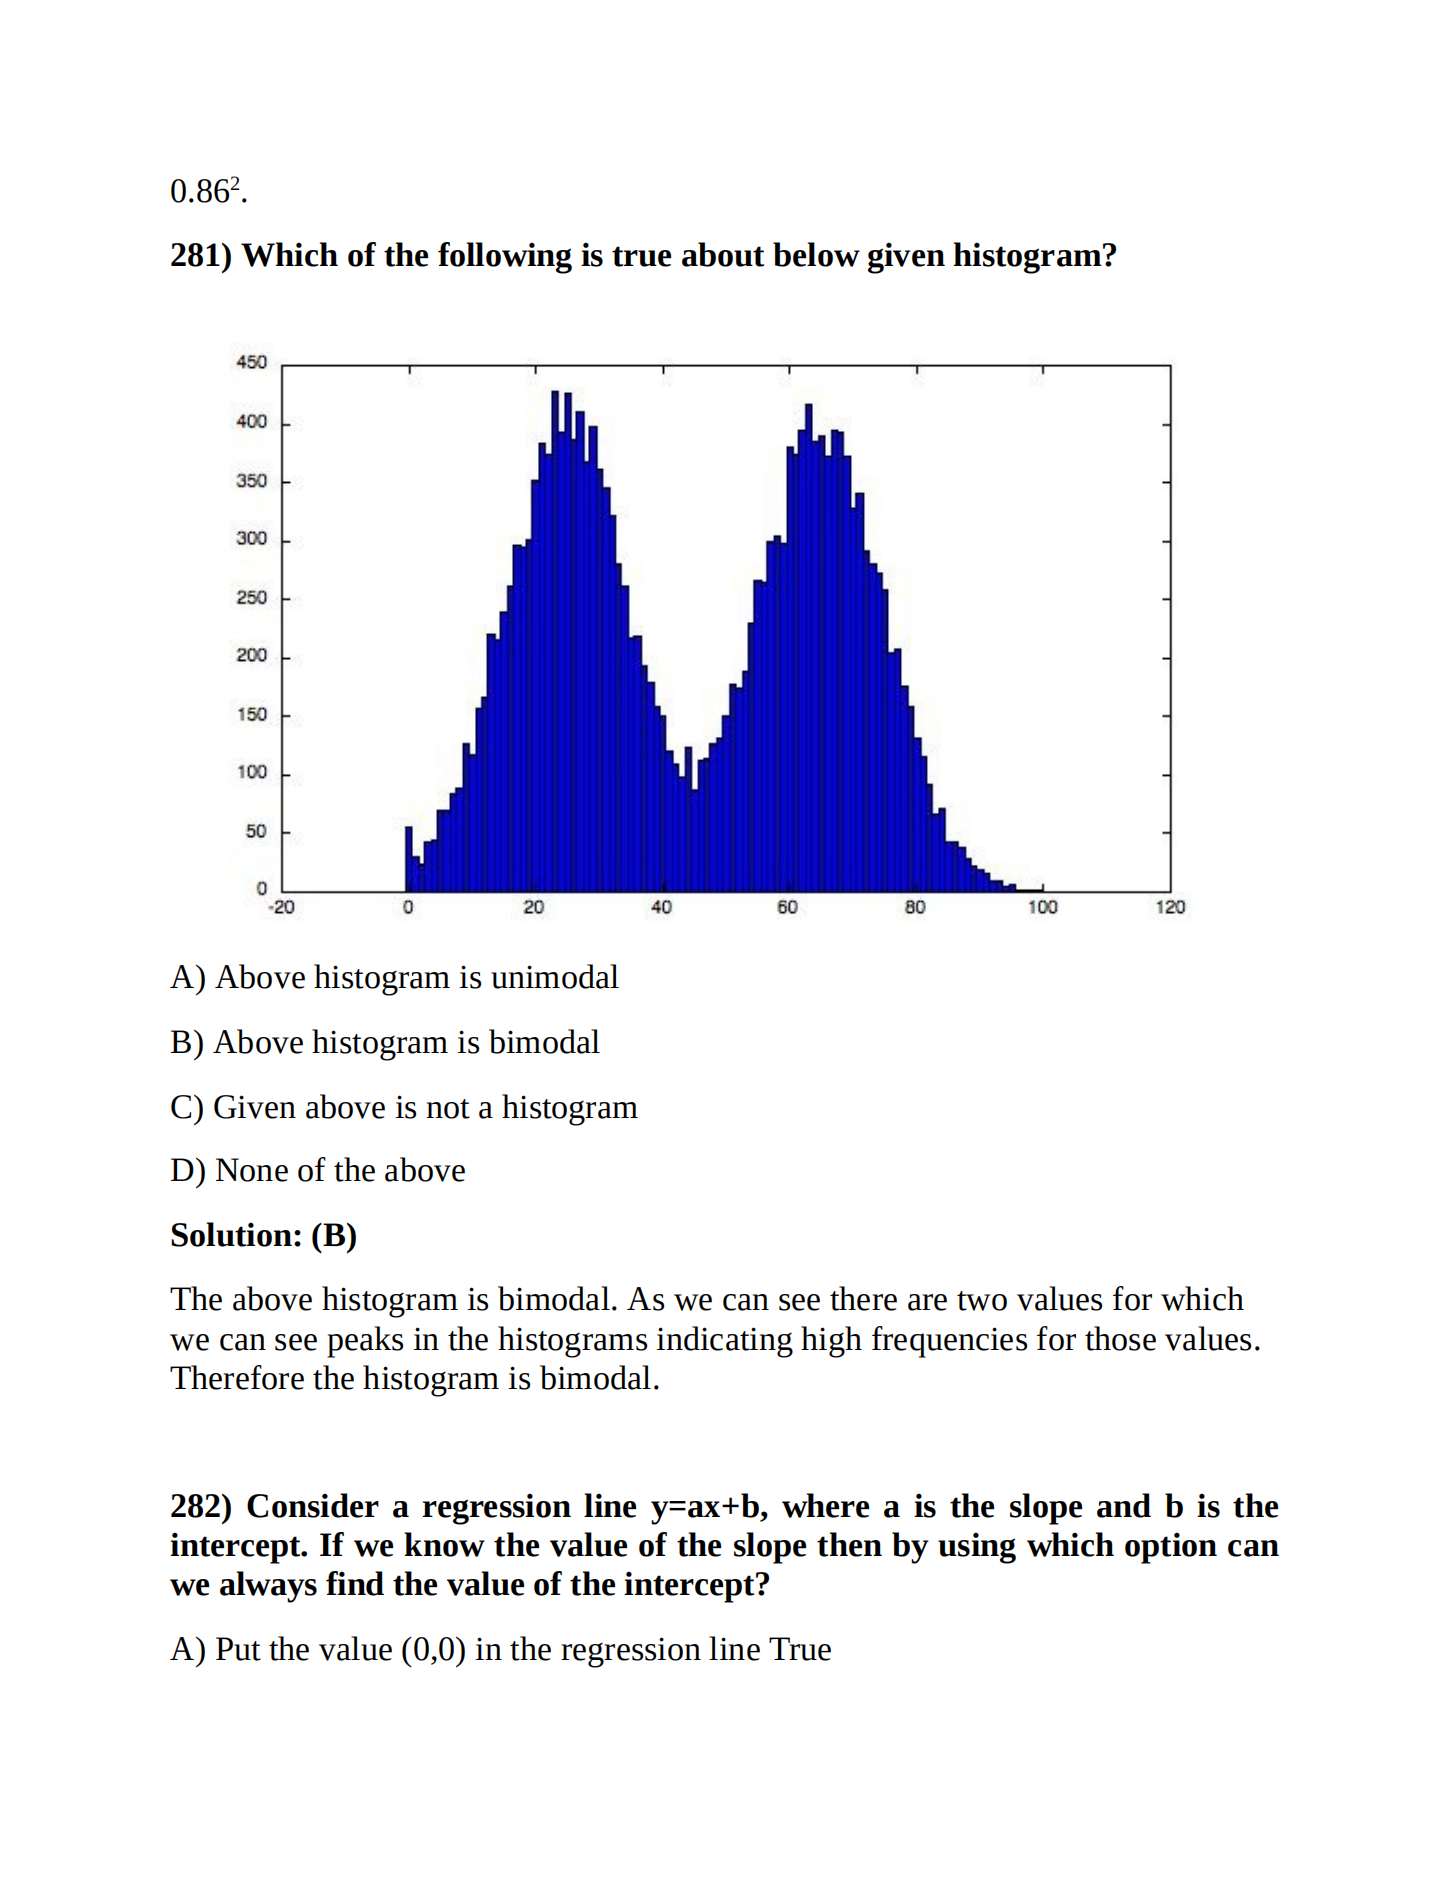 0.86².
281) Which of the following is true about below given histogram?
450
400
350
300
250
200
150
100
50
0
-20 0 20 40 60 80 100 120
A) Above histogram is unimodal
B) Above histogram is bimodal
C) Given above is not a histogram
D) None of the above
Solution: (B)
The above histogram is bimodal. As we can see there are two values for which
we can see peaks in the histograms indicating high frequencies for those values.
Therefore the histogram is bimodal.
282) Consider a regression line y=ax+b, where a is the slope and b is the
intercept. If we know the value of the slope then by using which option can
we always find the value of the intercept?
A) Put the value (0,0) in the regression line True